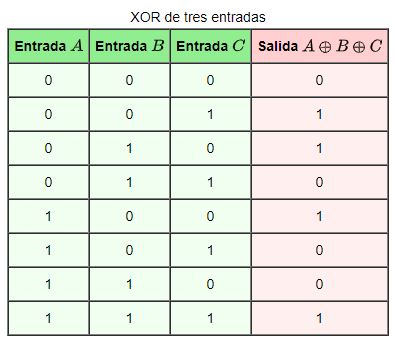 XOR de tres entradas
Entrada A Entrada B Entrada C Salida A ⊕ B ⊕ C
0 0 0 0
0 0 1 1
0 1 0 1
0 1 1 0
1 0 0 1
1 0 1 0
1 1 0 0
1 1 1 1